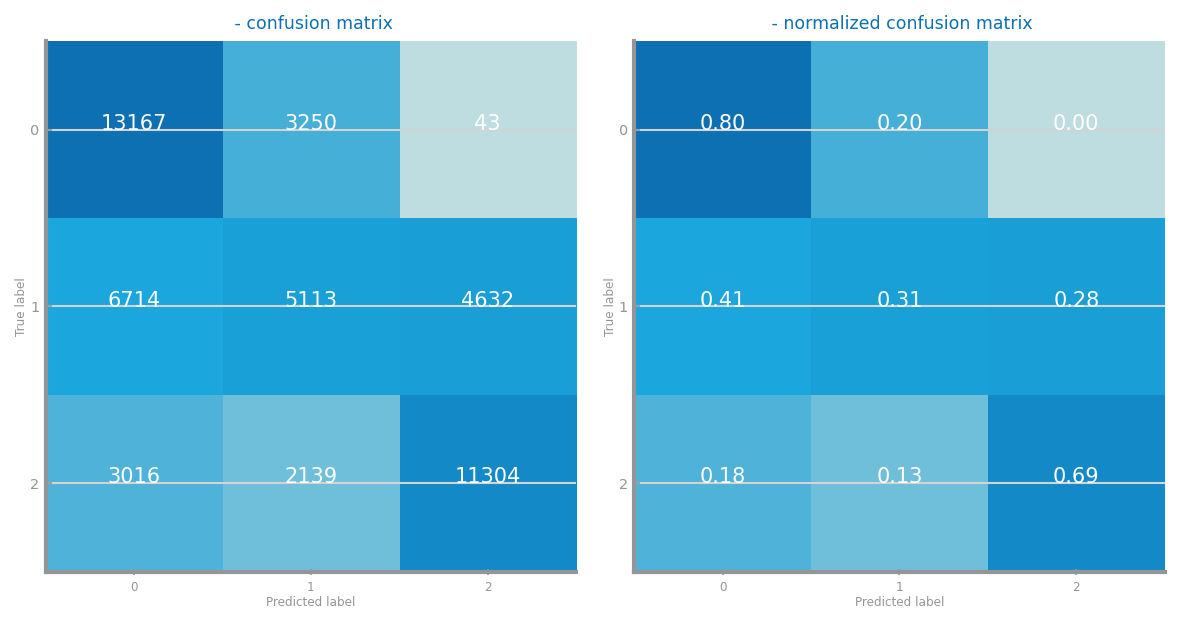 - confusion matrix
0
13167 3250 43
True label
1
6714 5113 4632
2
3016 2139 11304
0 1 2
Predicted label
- normalized confusion matrix
0
0.80 0.20 0.00
True label
1
0.41 0.31 0.28
2
0.18 0.13 0.69
0 1 2
Predicted label